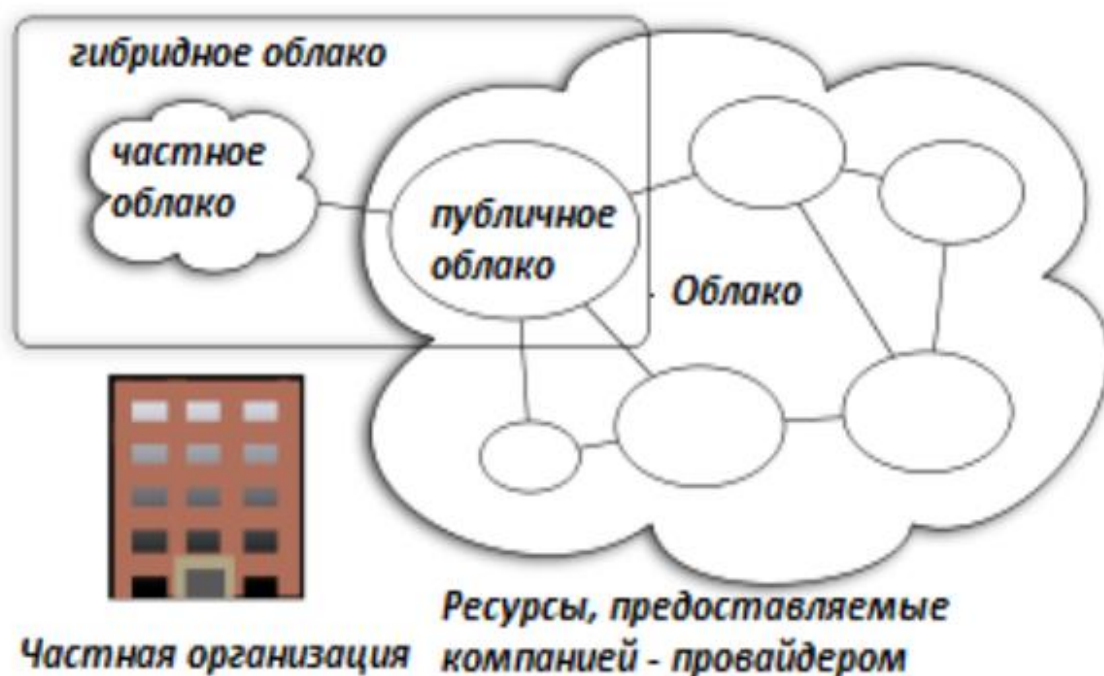 гибридное облако
частное
облако
публичное
облако
Облако
Частная организация
Ресурсы, предоставляемые
компанией - провайдером